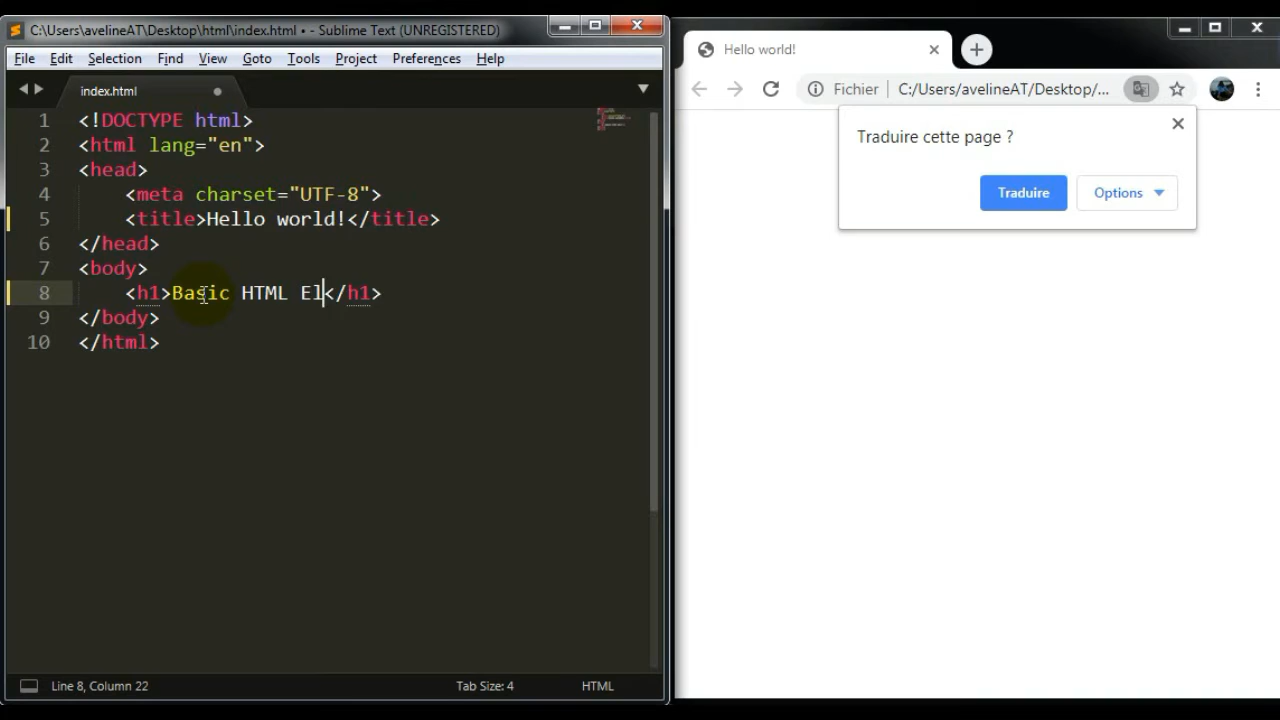 C:\Users\avelineAT\Desktop\html\index.html • - Sublime Text (UNREGISTERED)
File Edit Selection Find View Goto Tools Project Preferences Help
index.html
1 <!DOCTYPE html>
2 <html lang="en">
3 <head>
4 <meta charset="UTF-8">
5 <title>Hello world!</title>
6 </head>
7 <body>
8 <h1>Basic HTML El</h1>
9 </body>
10 </html>
Line 8, Column 22 Tab Size: 4 HTML
Hello world!
Fichier C:/Users/avelineAT/Desktop/...
Traduire cette page ?
Traduire Options